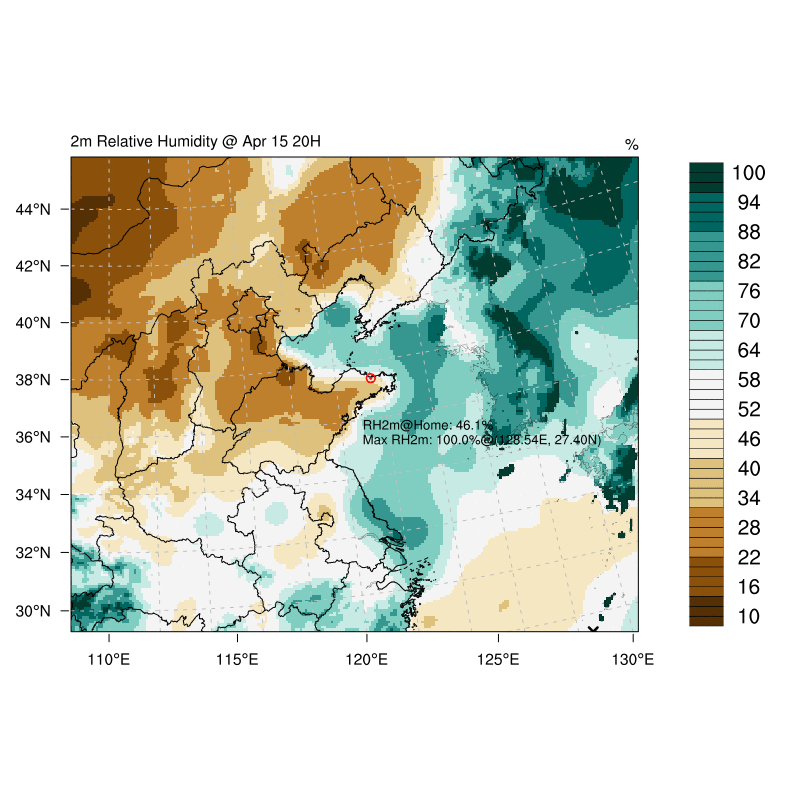 2m Relative Humidity @ Apr 15 20H
%
100
94
88
82
76
70
64
58
52
46
40
34
28
22
16
10
44°N
42°N
40°N
38°N
36°N
34°N
32°N
30°N
RH2m@Home: 46.1%
Max RH2m: 100.0%@(128.54E, 27.40N)
110°E 115°E 120°E 125°E 130°E